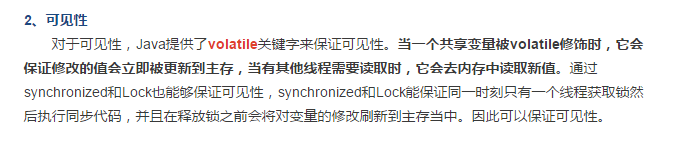 2、可见性
对于可见性，Java提供了volatile关键字来保证可见性。当一个共享变量被volatile修饰时，它会
保证修改的值会立即被更新到主存，当有其他线程需要读取时，它会去内存中读取新值。通过
synchronized和Lock也能够保证可见性，synchronized和Lock能保证同一时刻只有一个线程获取锁然
后执行同步代码，并且在释放锁之前会将对变量的修改刷新到主存当中。因此可以保证可见性。